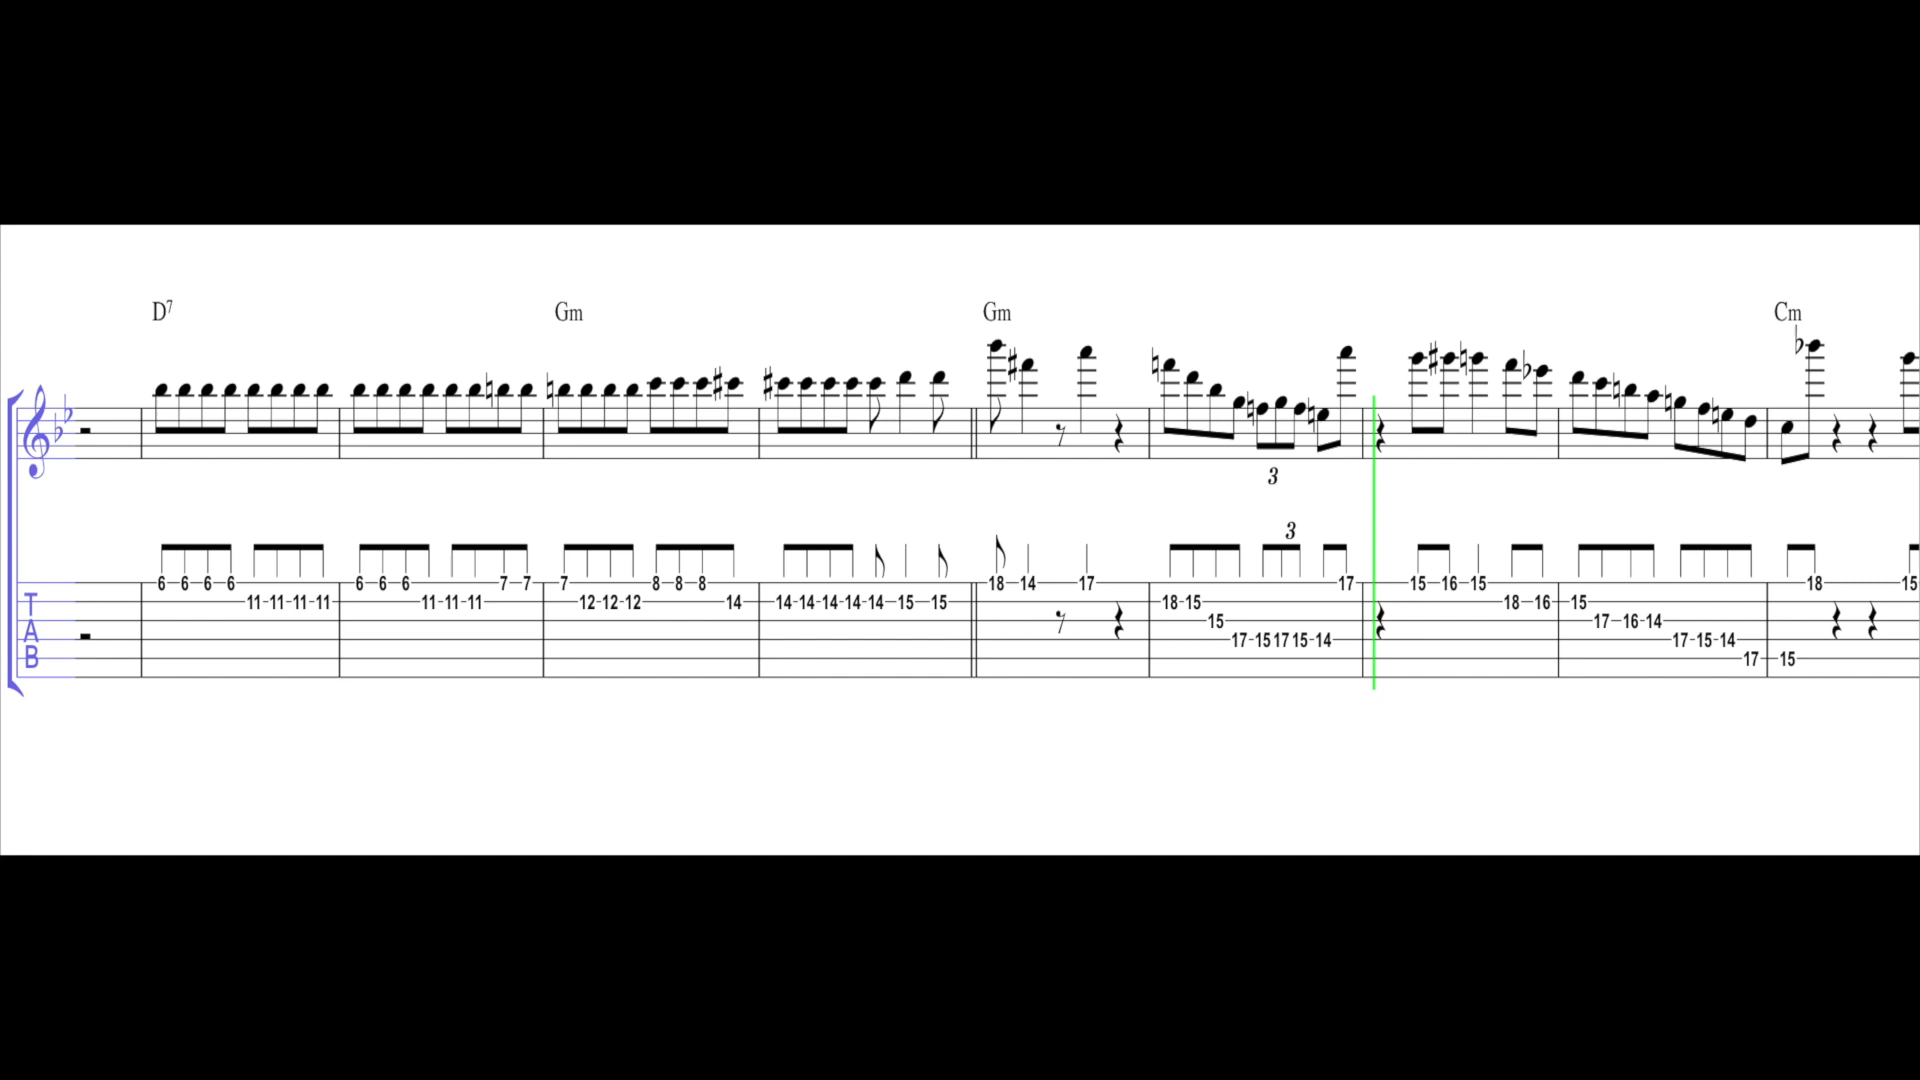 D7 Gm Gm Cm
3
3
6 6 6 6 6 6 6 7 7 7 8 8 8 18 14 17 17 15 16 15 18 15
T 11 11 11 11 11 11 11 12 12 12 14 14 14 14 14 14 15 15 18 15 18 16 15
15 17 16 14
A 17 15 17 15 14 17 15 14
B 17 15